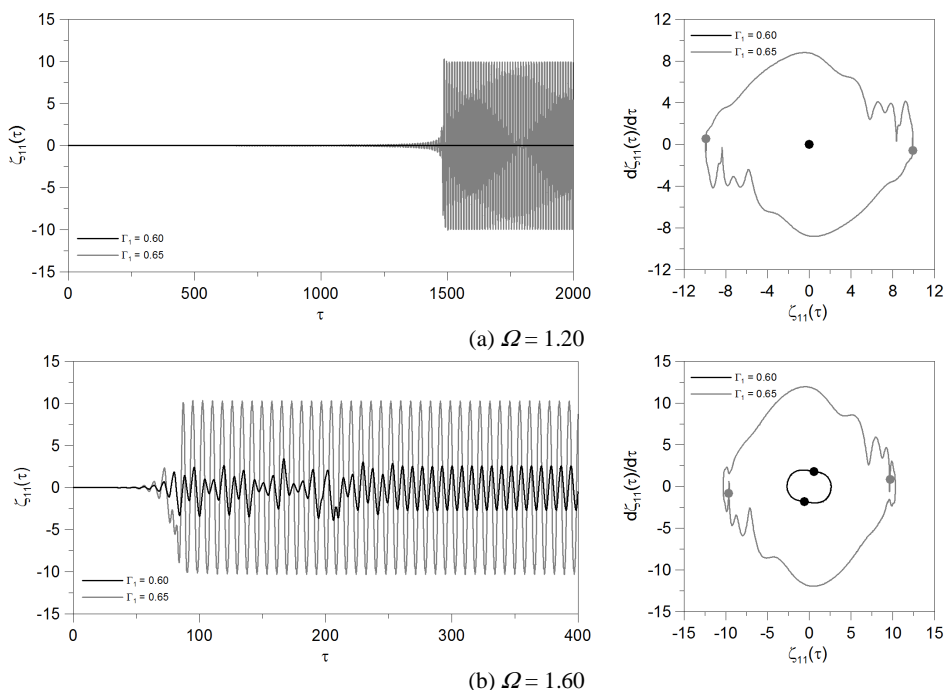 15
10
5
0
-5
-10
-15
ζ₁₁(τ)
Γ₁ = 0.60
Γ₁ = 0.65
0 500 1000 1500 2000
τ
12
8
4
0
-4
-8
-12
dζ₁₁(τ)/dτ
Γ₁ = 0.60
Γ₁ = 0.65
-12 -8 -4 0 4 8 12
ζ₁₁(τ)
(a) Ω = 1.20
15
10
5
0
-5
-10
-15
ζ₁₁(τ)
Γ₁ = 0.60
Γ₁ = 0.65
0 100 200 300 400
τ
15
10
5
0
-5
-10
-15
dζ₁₁(τ)/dτ
Γ₁ = 0.60
Γ₁ = 0.65
-15 -10 -5 0 5 10 15
ζ₁₁(τ)
(b) Ω = 1.60